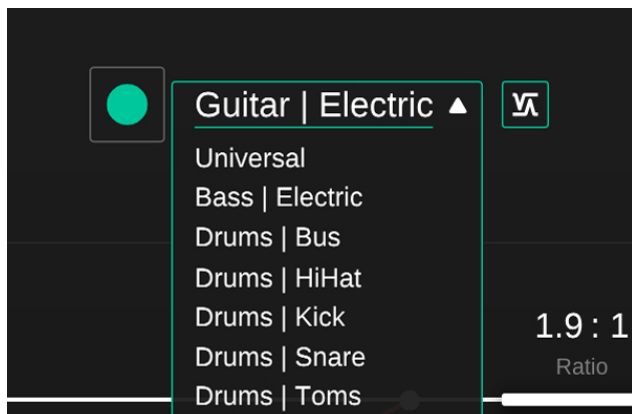 Guitar | Electric
Universal
Bass | Electric
Drums | Bus
Drums | HiHat
Drums | Kick
Drums | Snare
Drums | Toms
1.9 : 1
Ratio